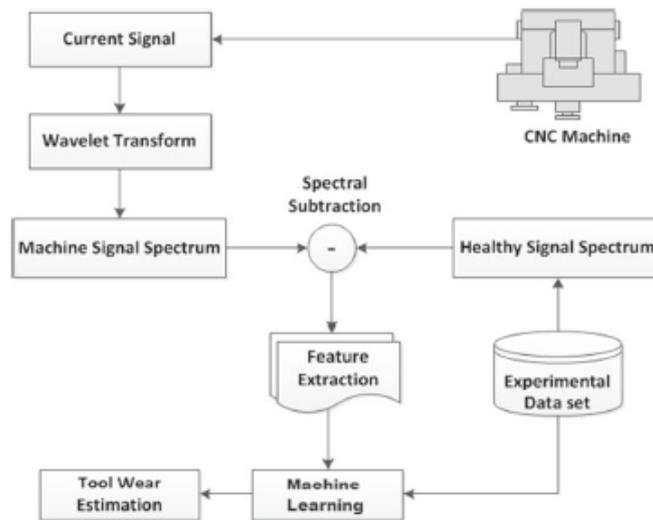 Current Signal
CNC Machine
Wavelet Transform
Spectral
Subtraction
Machine Signal Spectrum
-
Healthy Signal Spectrum
Feature
Extraction
Experimental
Data set
Tool Wear
Estimation
Machine
Learning